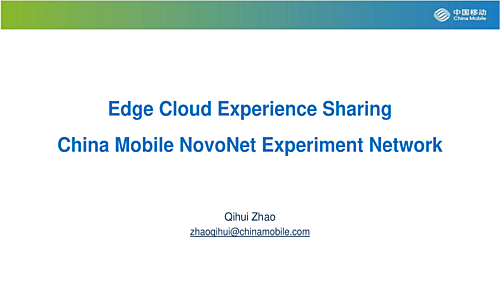 中国移动
China Mobile
Edge Cloud Experience Sharing
China Mobile NovoNet Experiment Network
Qihui Zhao
zhaoqihui@chinamobile.com